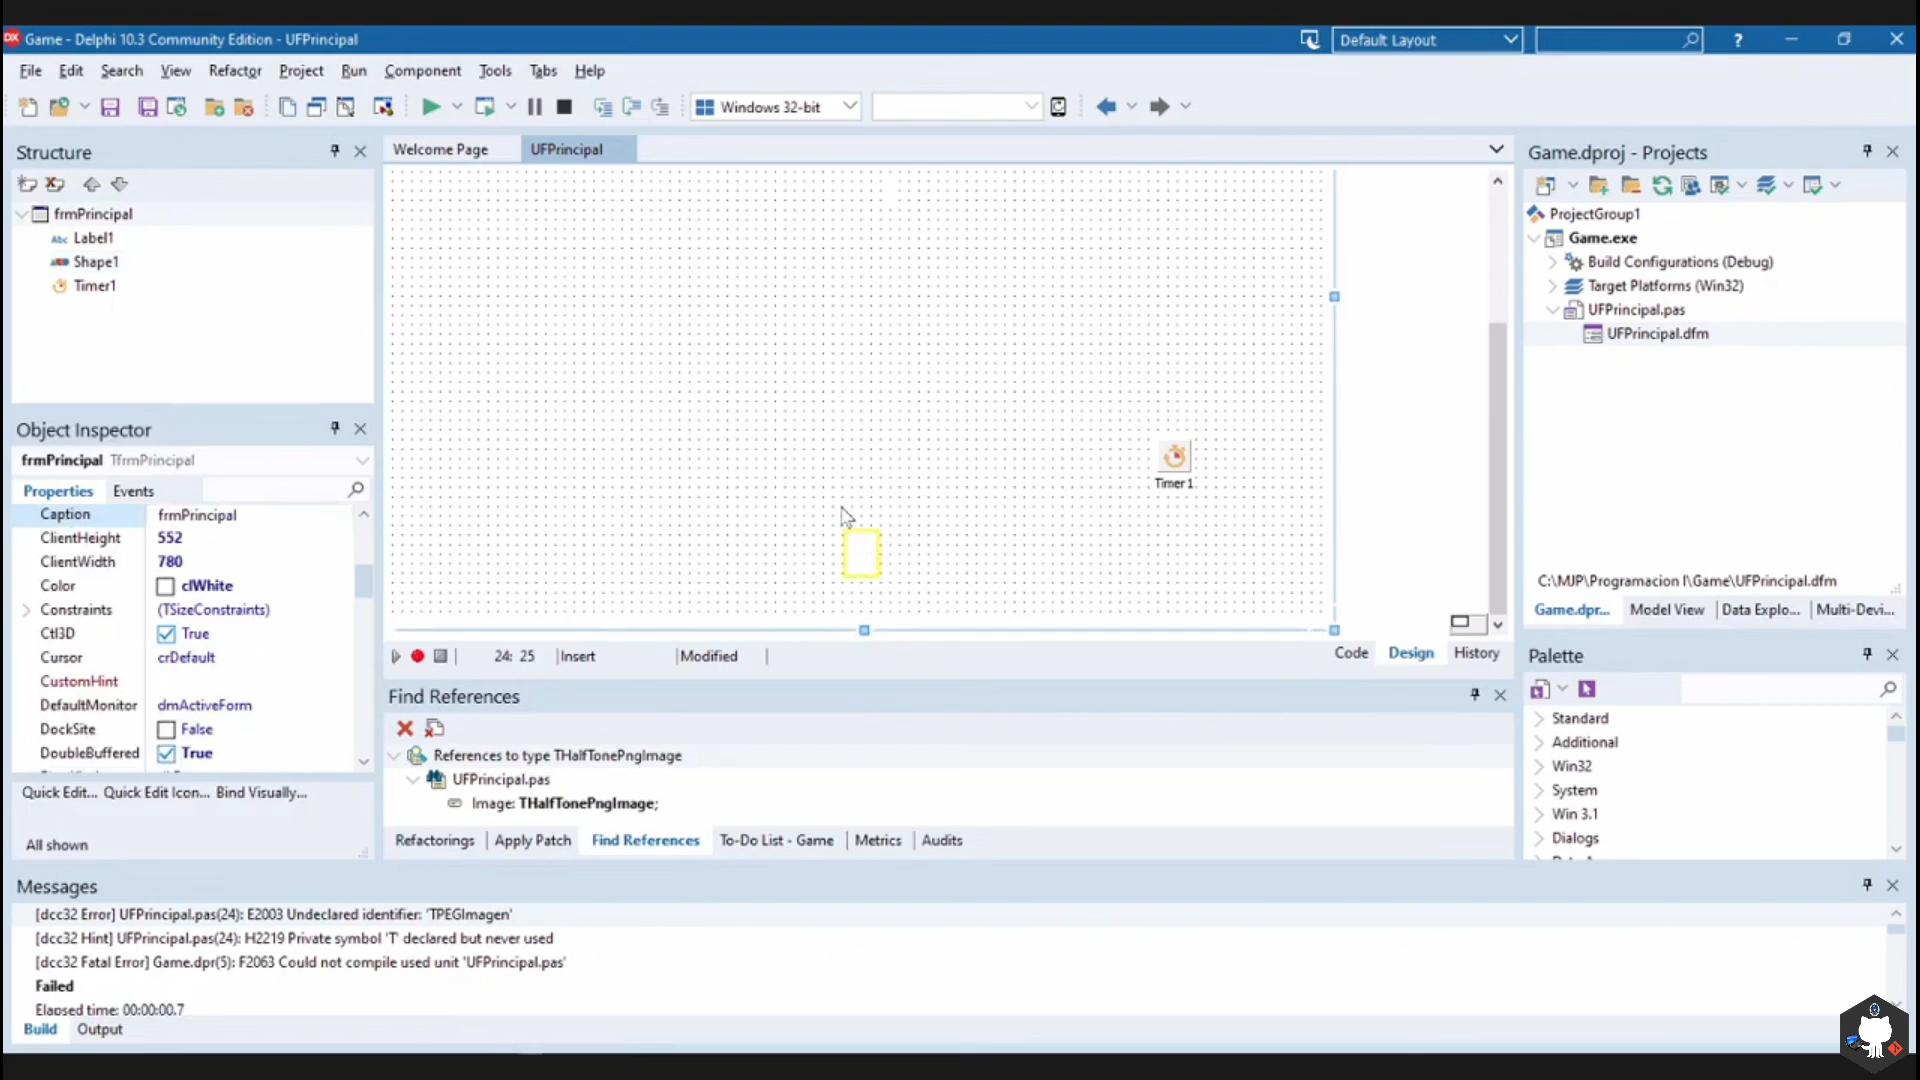 Game - Delphi 10.3 Community Edition - UFPrincipal
Default Layout
?
File Edit Search View Refactor Project Run Component Tools Tabs Help
Windows 32-bit
Structure
frmPrincipal
Label1
Shape1
Timer1
Object Inspector
frmPrincipal TfrmPrincipal
Properties Events
Caption frmPrincipal
ClientHeight 552
ClientWidth 780
Color clWhite
Constraints (TSizeConstraints)
Ctl3D True
Cursor crDefault
CustomHint
DefaultMonitor dmActiveForm
DockSite False
DoubleBuffered True
Quick Edit... Quick Edit Icon... Bind Visually...
All shown
Welcome Page UFPrincipal
Timer1
24: 25 Insert Modified
Code Design History
Find References
References to type THalfTonePngImage
UFPrincipal.pas
Image: THalfTonePngImage;
Refactorings Apply Patch Find References To-Do List - Game Metrics Audits
Game.dproj - Projects
ProjectGroup1
Game.exe
Build Configurations (Debug)
Target Platforms (Win32)
UFPrincipal.pas
UFPrincipal.dfm
C:\MJP\Programacion I\Game\UFPrincipal.dfm
Game.dpr... Model View Data Explo... Multi-Devi...
Palette
Standard
Additional
Win32
System
Win 3.1
Dialogs
Messages
[dcc32 Error] UFPrincipal.pas(24): E2003 Undeclared identifier: 'TPEGImagen'
[dcc32 Hint] UFPrincipal.pas(24): H2219 Private symbol 'T' declared but never used
[dcc32 Fatal Error] Game.dpr(5): F2063 Could not compile used unit 'UFPrincipal.pas'
Failed
Elapsed time: 00:00:00.7
Build Output